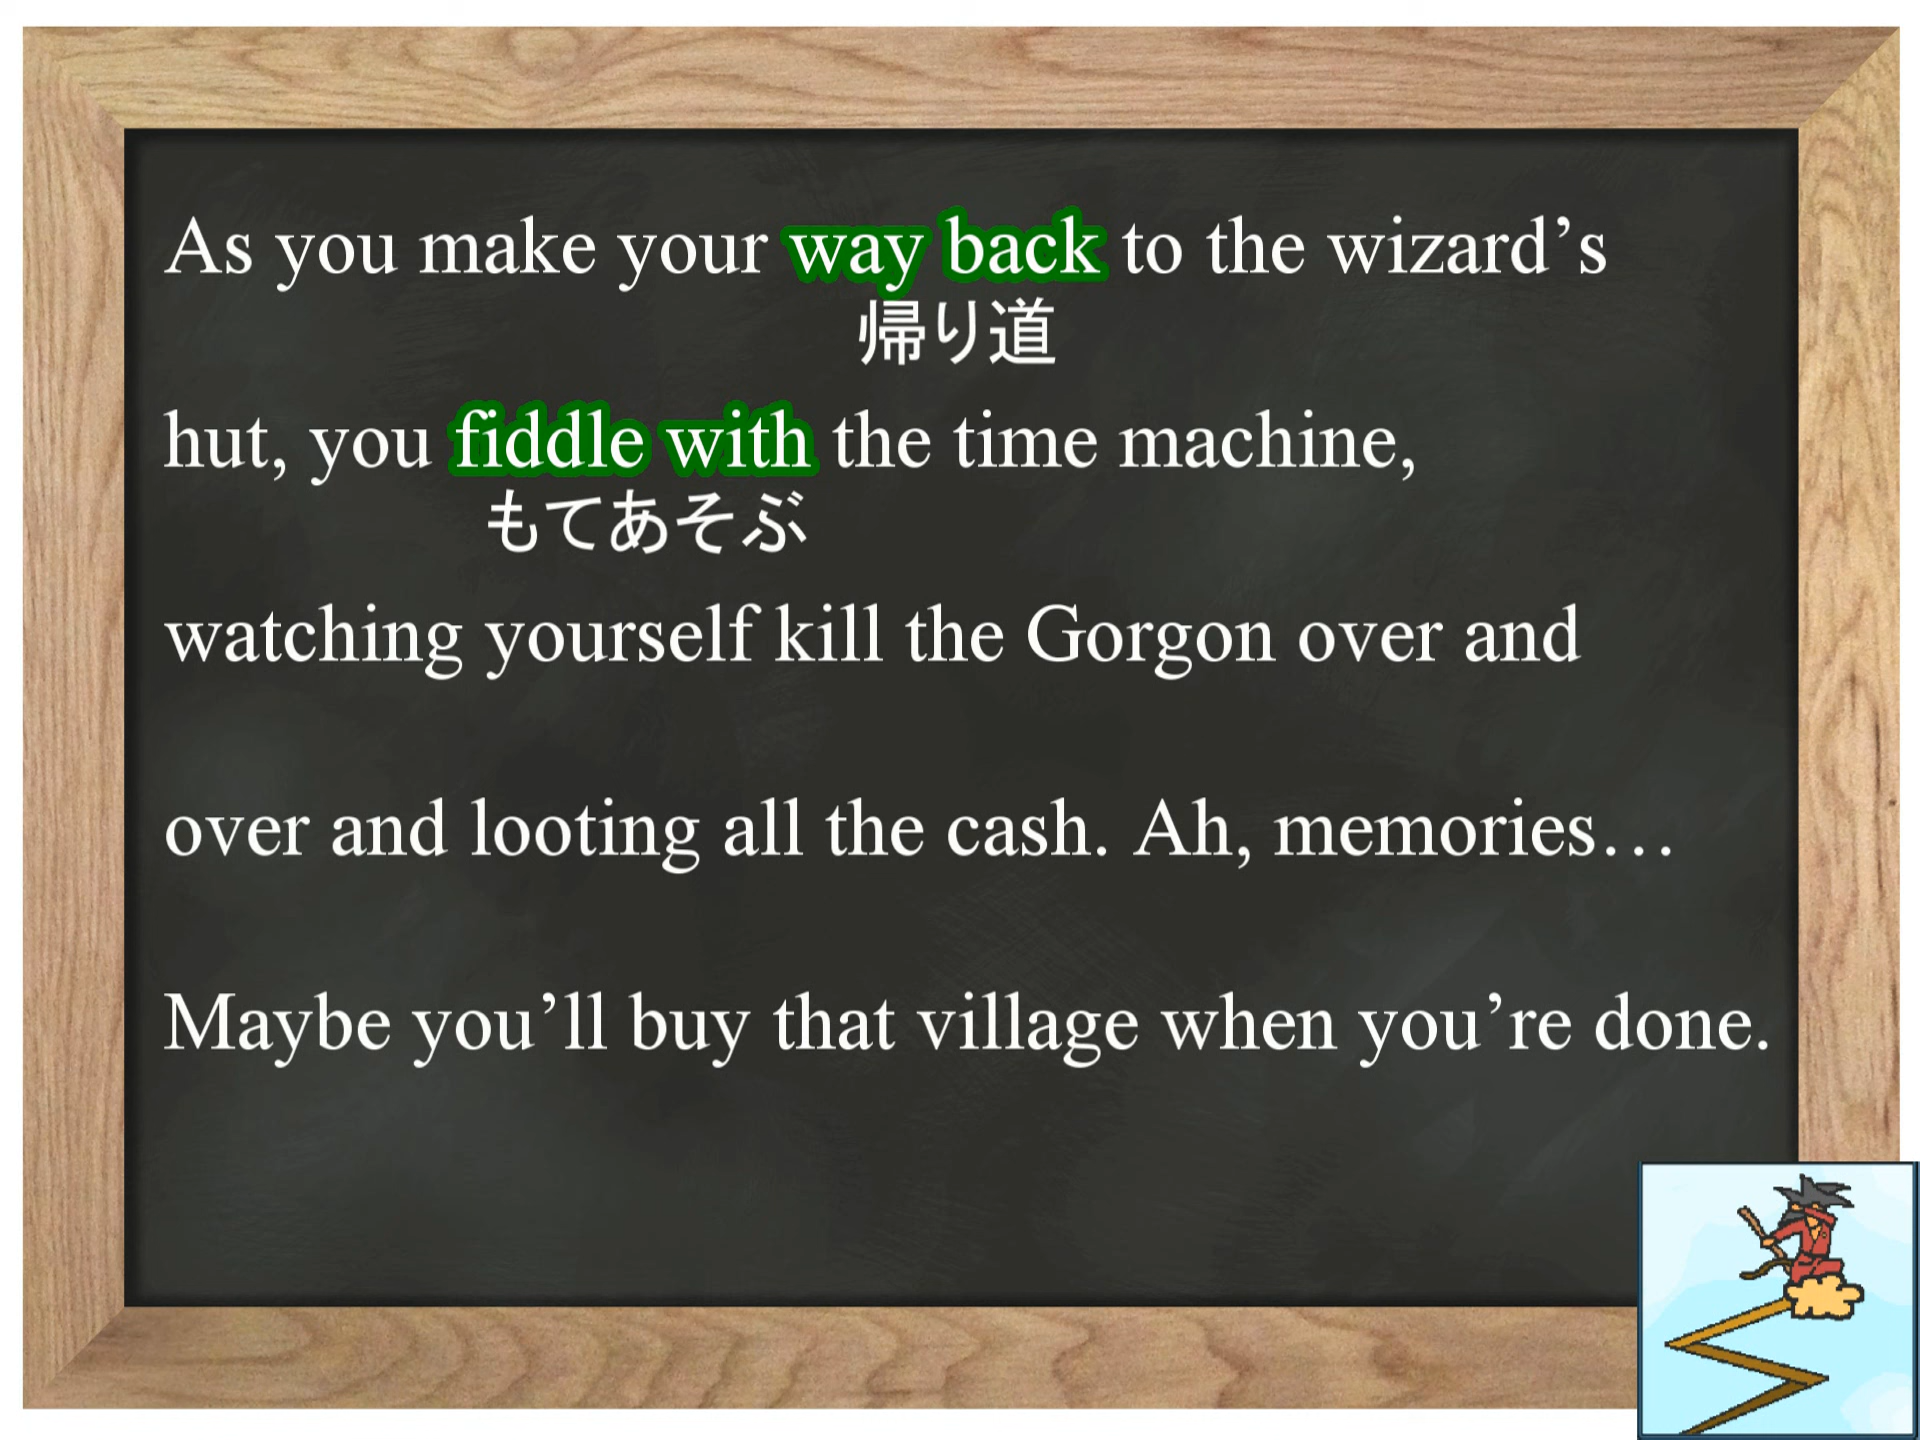 As you make your way back to the wizard’s
帰り道
hut, you fiddle with the time machine,
もてあそぶ
watching yourself kill the Gorgon over and
over and looting all the cash. Ah, memories…
Maybe you’ll buy that village when you’re done.